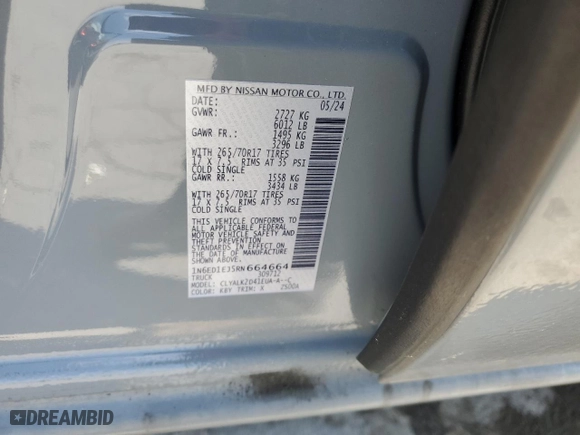 MFD BY NISSAN MOTOR CO., LTD.
DATE: 05/24
GVWR: 2727 KG
6012 LB
GAWR FR.: 1495 KG
3296 LB
WITH 265/70R17 TIRES
17 X 7.5 RIMS AT 35 PSI
COLD SINGLE
GAWR RR.: 1558 KG
3434 LB
WITH 265/70R17 TIRES
17 X 7.5 RIMS AT 35 PSI
COLD SINGLE
THIS VEHICLE CONFORMS TO
ALL APPLICABLE FEDERAL
MOTOR VEHICLE SAFETY AND
THEFT PREVENTION
STANDARDS IN EFFECT ON
THE DATE OF MANUFACTURE
SHOWN ABOVE
1N6ED1EJ5RN664664
TRUCK 309712
MODEL:
COLOR: KBY TRIM: X
DREAMBID